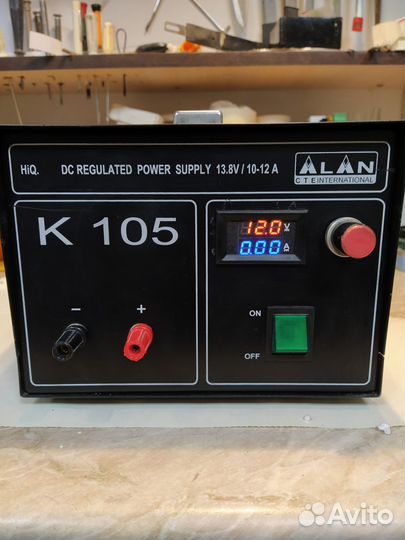 HiQ. DC REGULATED POWER SUPPLY 13.8V / 10-12 A
ALAN
CTE INTERNATIONAL
K 105
12.0 V
0.00 A
- +
ON
OFF
Avito